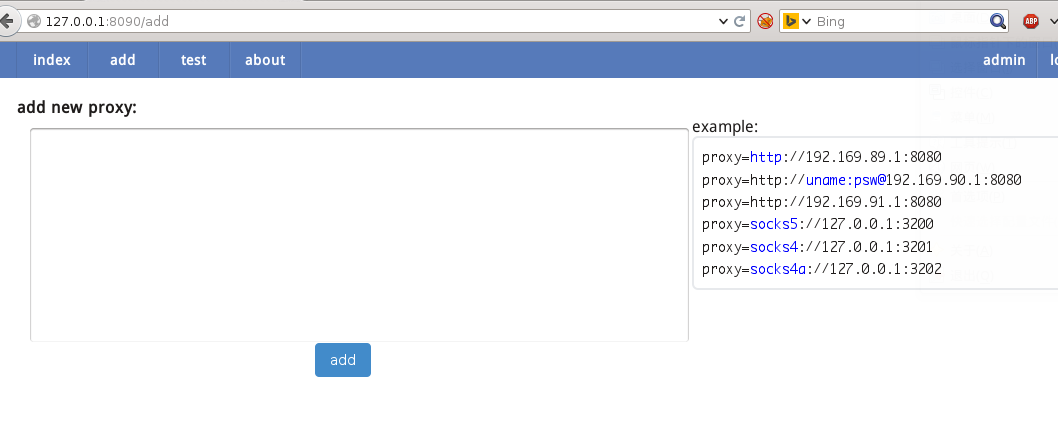 127.0.0.1:8090/add
Bing
ABP
index add test about admin
add new proxy:
example:
proxy=http://192.169.89.1:8080
proxy=http://uname:psw@192.169.90.1:8080
proxy=http://192.169.91.1:8080
proxy=socks5://127.0.0.1:3200
proxy=socks4://127.0.0.1:3201
proxy=socks4a://127.0.0.1:3202
add